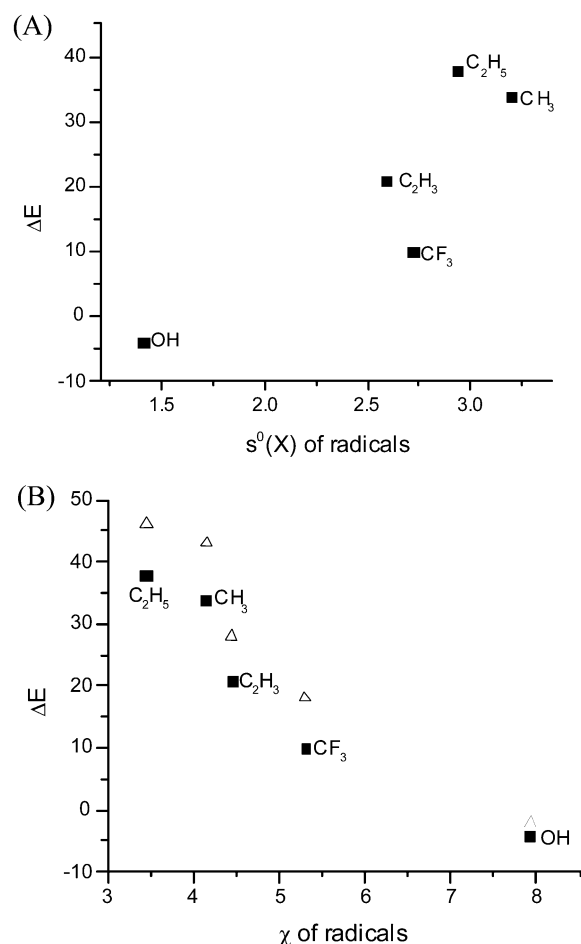 (A)
40
30
20
10
0
-10
ΔE
C₂H₅
CH₃
C₂H₃
CF₃
OH
1.5 2.0 2.5 3.0
s⁰(X) of radicals
(B)
50
40
30
20
10
0
-10
ΔE
C₂H₅
CH₃
C₂H₃
CF₃
OH
3 4 5 6 7 8
χ of radicals